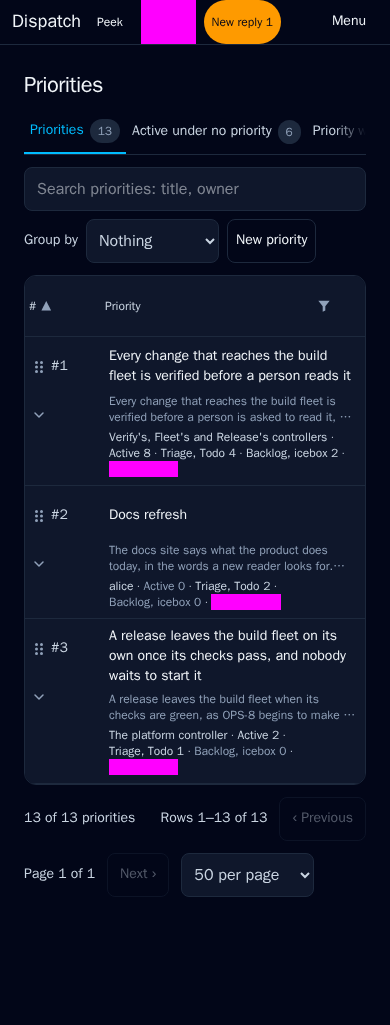 Dispatch
Peek
New reply 1
Menu
Priorities
Priorities 13
Active under no priority 6
Priority
Search priorities: title, owner
Group by
Nothing
New priority
# ▲
Priority
#1
Every change that reaches the build
fleet is verified before a person reads it
Every change that reaches the build fleet is
verified before a person is asked to read it, ...
Verify's, Fleet's and Release's controllers ·
Active 8 · Triage, Todo 4 · Backlog, icebox 2 ·
#2
Docs refresh
The docs site says what the product does
today, in the words a new reader looks for....
alice · Active 0 · Triage, Todo 2 ·
Backlog, icebox 0 ·
#3
A release leaves the build fleet on its
own once its checks pass, and nobody
waits to start it
A release leaves the build fleet when its
checks are green, as OPS-8 begins to make ...
The platform controller · Active 2 ·
Triage, Todo 1 · Backlog, icebox 0 ·
13 of 13 priorities
Rows 1–13 of 13
‹ Previous
Page 1 of 1
Next ›
50 per page